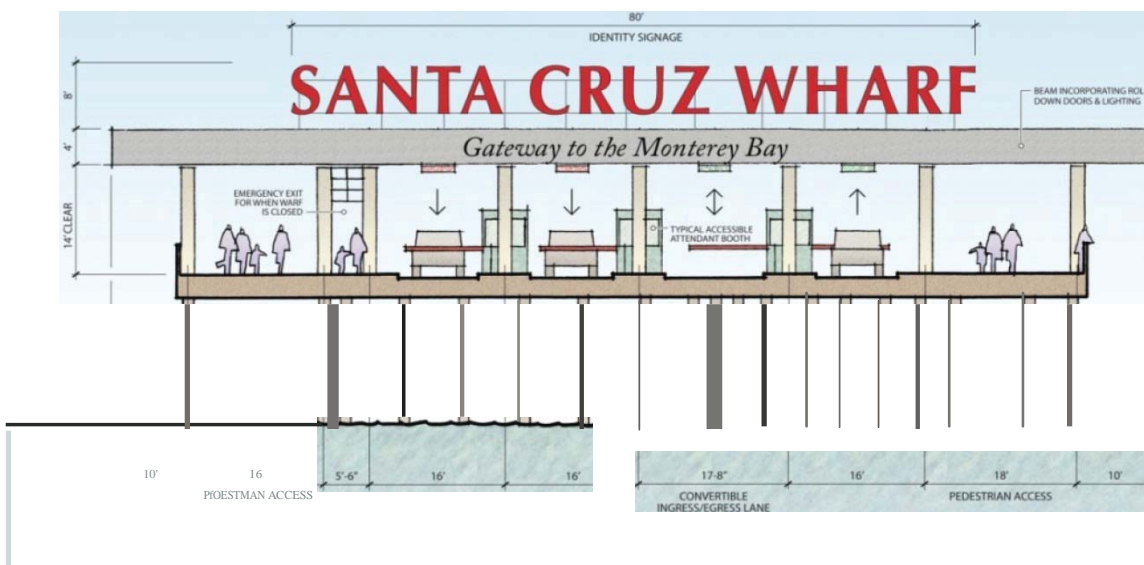 80'
IDENTITY SIGNAGE
SANTA CRUZ WHARF
8'
BEAM INCORPORATING ROL
DOWN DOORS & LIGHTING
4'
Gateway to the Monterey Bay
14' CLEAR
EMERGENCY EXIT
FOR WHEN WARF
IS CLOSED
TYPICAL ACCESSIBLE
ATTENDANT BOOTH
10'
16
5'-6"
16'
16'
17-8"
16'
18'
10'
PfOESTMAN ACCESS
CONVERTIBLE
INGRESS/EGRESS LANE
PEDESTRIAN ACCESS